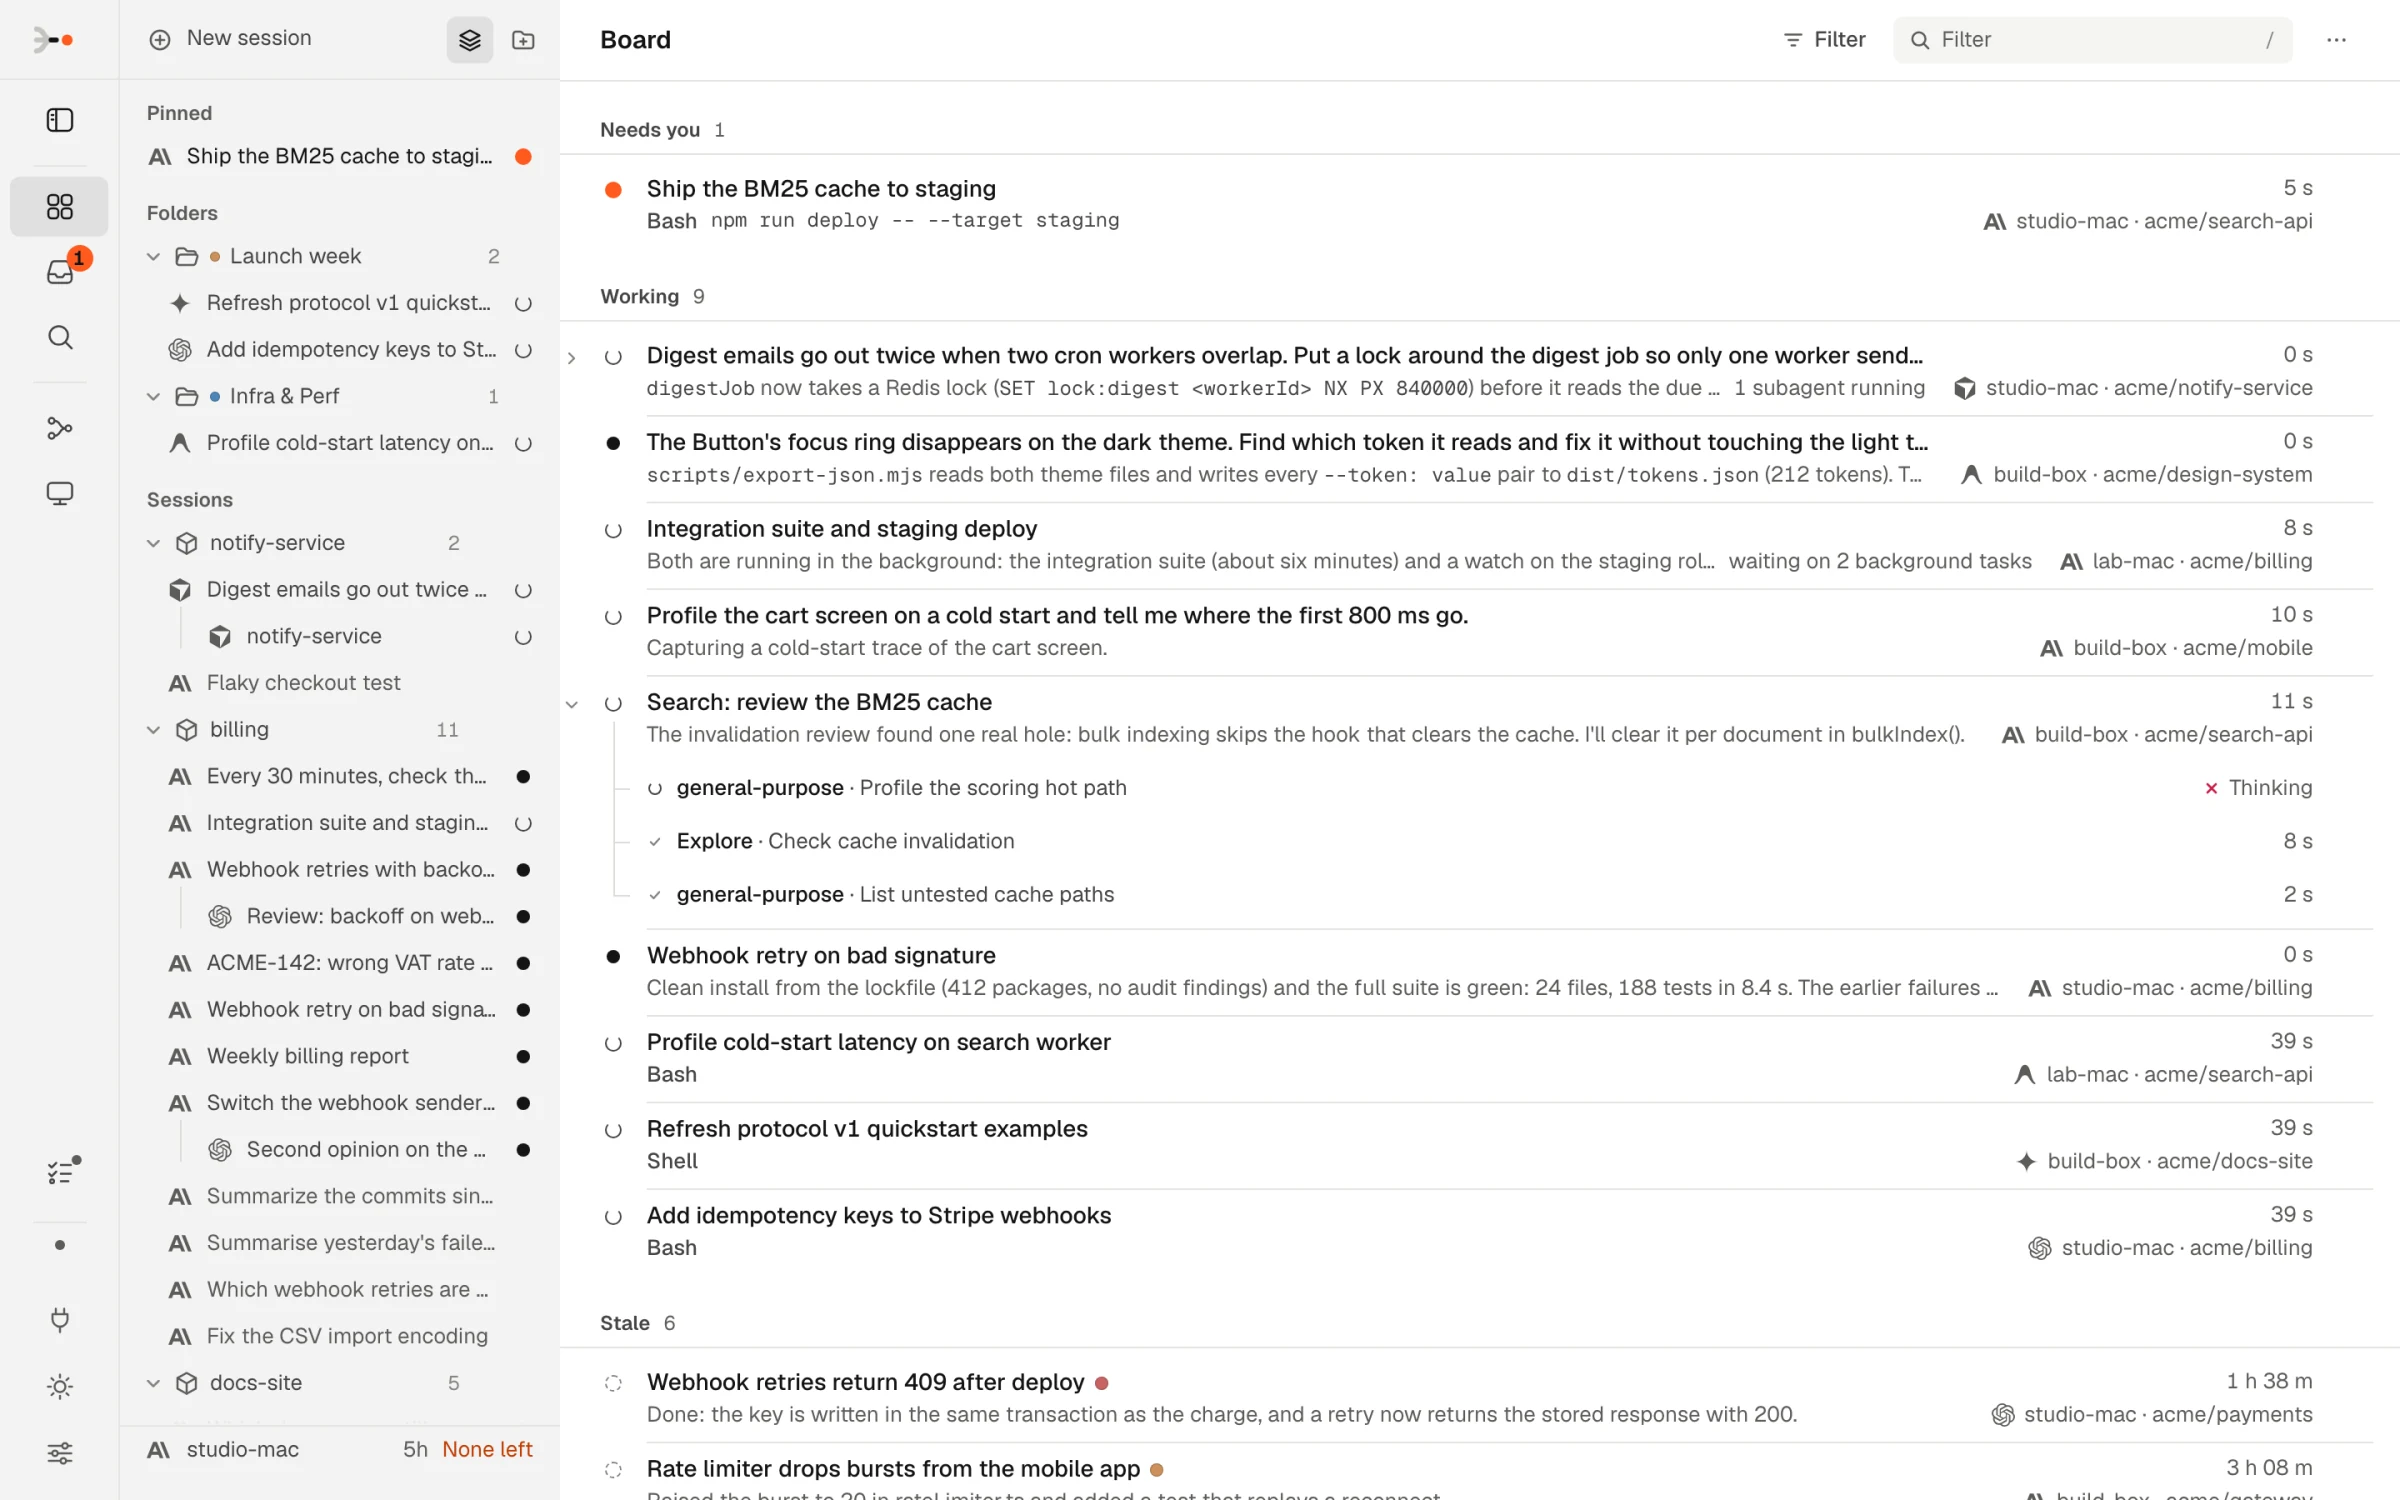 New session
Pinned
Ship the BM25 cache to stagi...
Folders
Launch week 2
Refresh protocol v1 quickst...
Add idempotency keys to St...
Infra & Perf 1
Profile cold-start latency on...
Sessions
notify-service 2
Digest emails go out twice ...
notify-service
Flaky checkout test
billing 11
Every 30 minutes, check th...
Integration suite and stagin...
Webhook retries with backo...
Review: backoff on web...
ACME-142: wrong VAT rate ...
Webhook retry on bad signa...
Weekly billing report
Switch the webhook sender...
Second opinion on the ...
Summarize the commits sin...
Summarise yesterday's faile...
Which webhook retries are ...
Fix the CSV import encoding
docs-site 5
studio-mac 5h None left
1
Board Filter Filter /
Needs you 1
Ship the BM25 cache to staging 5 s
Bash npm run deploy -- --target staging studio-mac · acme/search-api
Working 9
Digest emails go out twice when two cron workers overlap. Put a lock around the digest job so only one worker send... 0 s
digestJob now takes a Redis lock (SET lock:digest <workerId> NX PX 840000) before it reads the due ... 1 subagent running studio-mac · acme/notify-service
The Button's focus ring disappears on the dark theme. Find which token it reads and fix it without touching the light t... 0 s
scripts/export-json.mjs reads both theme files and writes every --token: value pair to dist/tokens.json (212 tokens). T... build-box · acme/design-system
Integration suite and staging deploy 8 s
Both are running in the background: the integration suite (about six minutes) and a watch on the staging rol... waiting on 2 background tasks lab-mac · acme/billing
Profile the cart screen on a cold start and tell me where the first 800 ms go. 10 s
Capturing a cold-start trace of the cart screen. build-box · acme/mobile
Search: review the BM25 cache 11 s
The invalidation review found one real hole: bulk indexing skips the hook that clears the cache. I'll clear it per document in bulkIndex(). build-box · acme/search-api
general-purpose · Profile the scoring hot path × Thinking
Explore · Check cache invalidation 8 s
general-purpose · List untested cache paths 2 s
Webhook retry on bad signature 0 s
Clean install from the lockfile (412 packages, no audit findings) and the full suite is green: 24 files, 188 tests in 8.4 s. The earlier failures ... studio-mac · acme/billing
Profile cold-start latency on search worker 39 s
Bash lab-mac · acme/search-api
Refresh protocol v1 quickstart examples 39 s
Shell build-box · acme/docs-site
Add idempotency keys to Stripe webhooks 39 s
Bash studio-mac · acme/billing
Stale 6
Webhook retries return 409 after deploy 1 h 38 m
Done: the key is written in the same transaction as the charge, and a retry now returns the stored response with 200. studio-mac · acme/payments
Rate limiter drops bursts from the mobile app 3 h 08 m
Raised the burst to 20 in rateLimiter.ts and added a test that replays a reconnect. build-box · acme/gateway